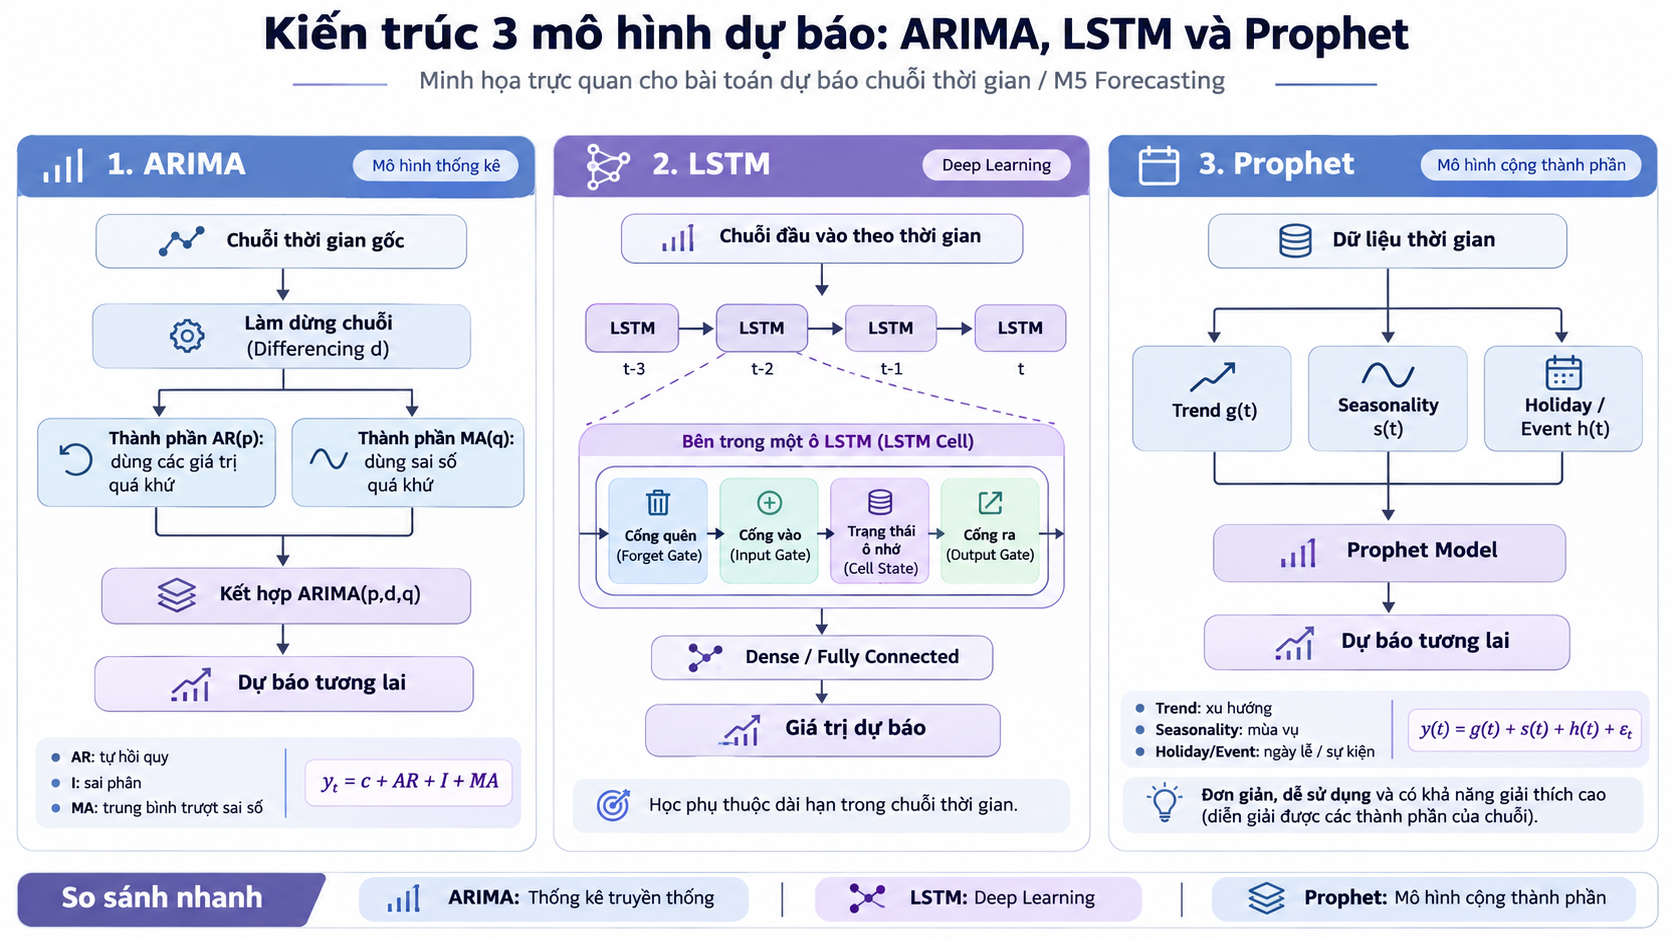 Kiến trúc 3 mô hình dự báo: ARIMA, LSTM và Prophet
Minh họa trực quan cho bài toán dự báo chuỗi thời gian / M5 Forecasting
1. ARIMA
Mô hình thống kê
Chuỗi thời gian gốc
Làm dừng chuỗi
(Differencing d)
Thành phần AR(p):
dùng các giá trị
quá khứ
Thành phần MA(q):
dùng sai số
quá khứ
Kết hợp ARIMA(p,d,q)
Dự báo tương lai
AR: tự hồi quy
I: sai phân
MA: trung bình trượt sai số
yₜ = c + AR + I + MA
2. LSTM
Deep Learning
Chuỗi đầu vào theo thời gian
LSTM
LSTM
LSTM
LSTM
t-3
t-2
t-1
t
Bên trong một ô LSTM (LSTM Cell)
Cổng quên
(Forget Gate)
Cổng vào
(Input Gate)
Trạng thái
ô nhớ
(Cell State)
Cổng ra
(Output Gate)
Dense / Fully Connected
Giá trị dự báo
Học phụ thuộc dài hạn trong chuỗi thời gian.
3. Prophet
Mô hình cộng thành phần
Dữ liệu thời gian
Trend g(t)
Seasonality
s(t)
Holiday /
Event h(t)
Prophet Model
Dự báo tương lai
Trend: xu hướng
Seasonality: mùa vụ
Holiday/Event: ngày lễ / sự kiện
y(t) = g(t) + s(t) + h(t) + εₜ
Đơn giản, dễ sử dụng và có khả năng giải thích cao
(diễn giải được các thành phần của chuỗi).
So sánh nhanh
ARIMA: Thống kê truyền thống
LSTM: Deep Learning
Prophet: Mô hình cộng thành phần